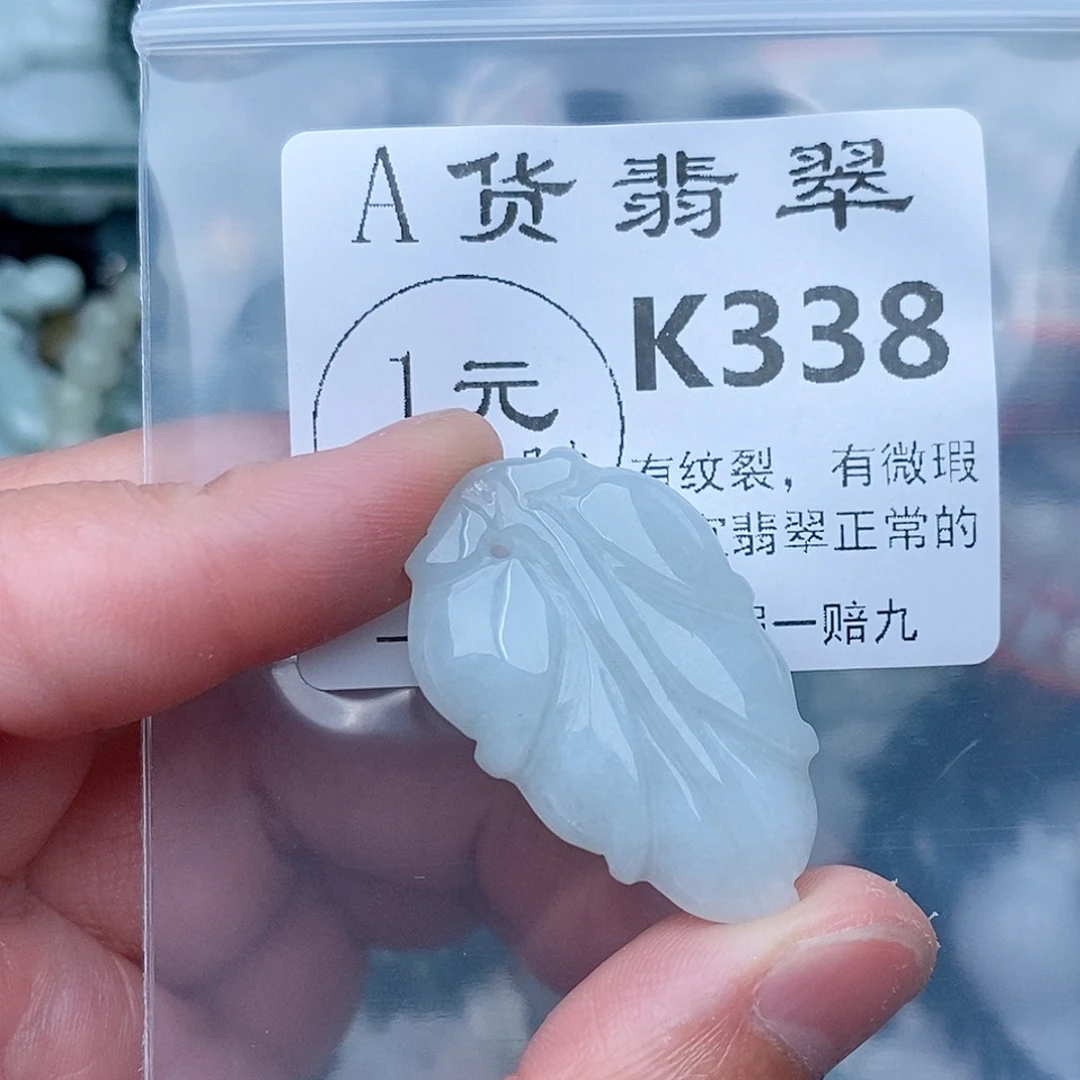 A货翡翠
K338
1元
有纹裂，有微瑕
翡翠正常的
一赔九